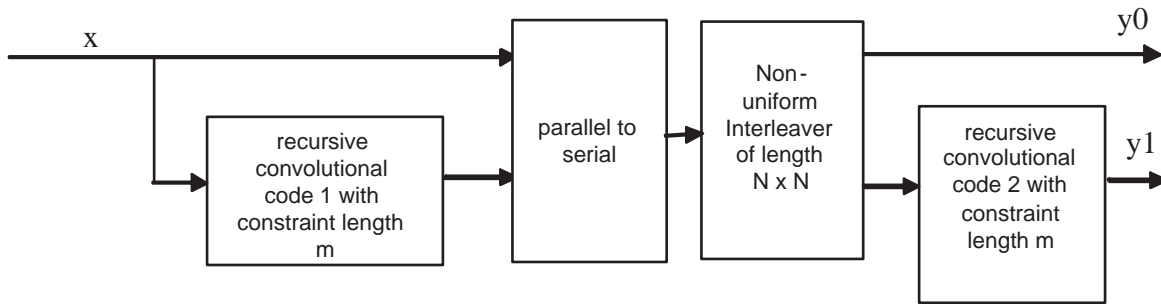 x
recursive
convolutional
code 1 with
constraint length
m
parallel to
serial
Non-
uniform
Interleaver
of length
N x N
y0
recursive
convolutional
code 2 with
constraint
length m
y1